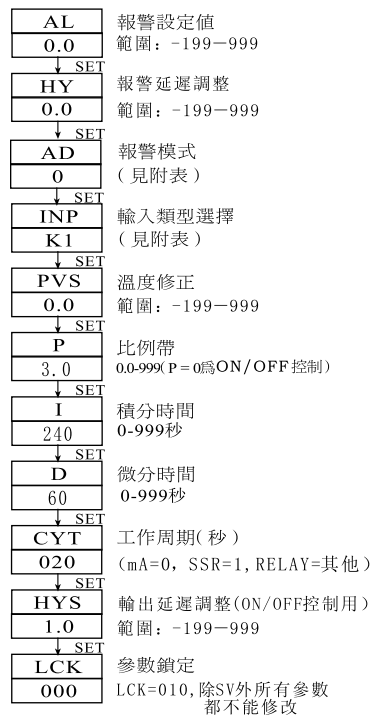 AL 報警設定值
0.0 範圍：-199—999
SET
HY 報警延遲調整
0.0 範圍：-199—999
SET
AD 報警模式
0 (見附表)
SET
INP 輸入類型選擇
K1 (見附表)
SET
PVS 溫度修正
0.0 範圍：-199—999
SET
P 比例帶
3.0 0.0-999(P=0爲ON/OFF控制)
SET
I 積分時間
240 0-999秒
SET
D 微分時間
60 0-999秒
SET
CYT 工作周期(秒)
020 (mA=0，SSR=1,RELAY=其他)
SET
HYS 輸出延遲調整(ON/OFF控制用)
1.0 範圍：-199—999
SET
LCK 參數鎖定
000 LCK=010,除SV外所有參數
都不能修改